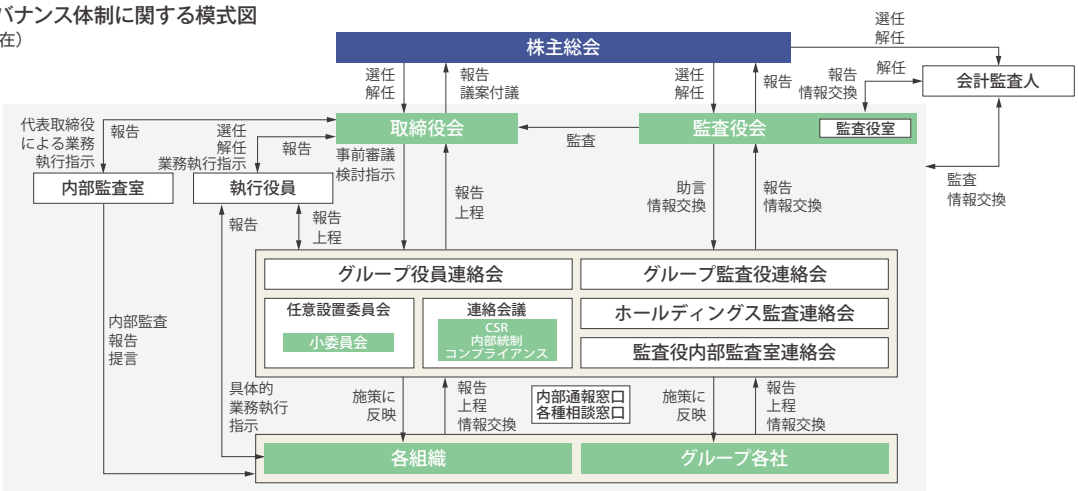 バナンス体制に関する模式図
在）
選任
解任
株主総会
選任
解任
報告
議案付議
選任
解任
報告
報告
情報交換
解任
会計監査人
代表取締役
による業務
執行指示
報告
選任
解任
業務執行指示
報告
取締役会
監査
監査役会
監査役室
事前審議
検討指示
内部監査室
執行役員
報告
上程
助言
情報交換
報告
情報交換
監査
情報交換
報告
報告
上程
グループ役員連絡会
グループ監査役連絡会
任意設置委員会
小委員会
連絡会議
CSR
内部統制
コンプライアンス
ホールディングス監査連絡会
監査役内部監査室連絡会
内部監査
報告
提言
具体的
業務執行
指示
施策に
反映
報告
上程
情報交換
内部通報窓口
各種相談窓口
施策に
反映
報告
上程
情報交換
各組織
グループ各社